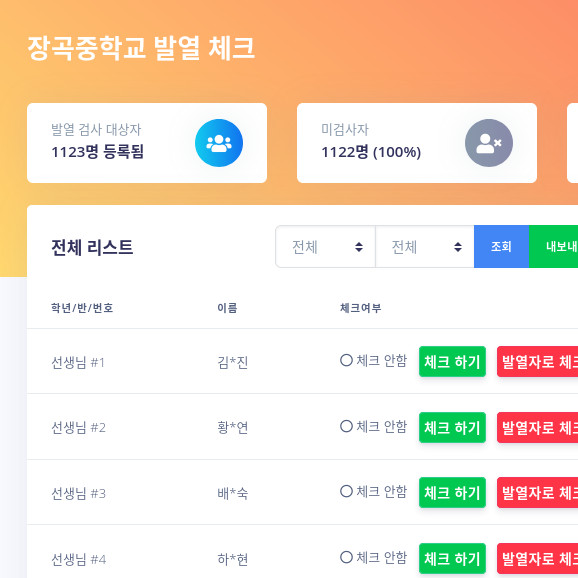 장곡중학교 발열 체크
발열 검사 대상자
1123명 등록됨
미검사자
1122명 (100%)
전체 리스트
전체
전체
조회
내보내
학년/반/번호 이름 체크여부
선생님 #1 김*진 체크 안함 체크 하기 발열자로 체크
선생님 #2 황*연 체크 안함 체크 하기 발열자로 체크
선생님 #3 배*숙 체크 안함 체크 하기 발열자로 체크
선생님 #4 하*현 체크 안함 체크 하기 발열자로 체크